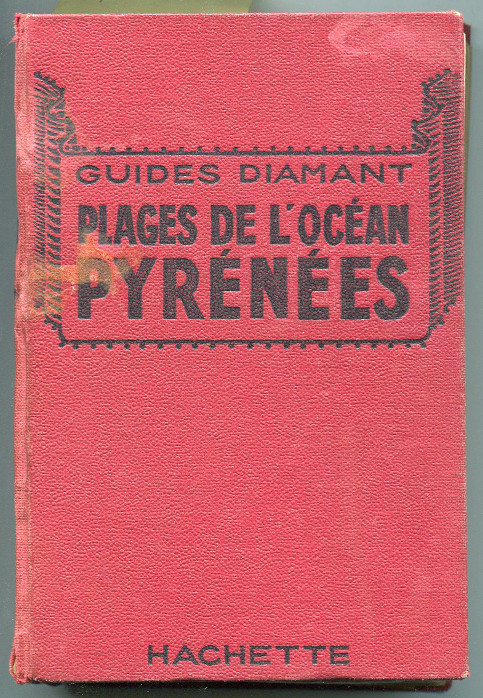 GUIDES DIAMANT
PLAGES DE L'OCÉAN
PYRÉNÉES
HACHETTE